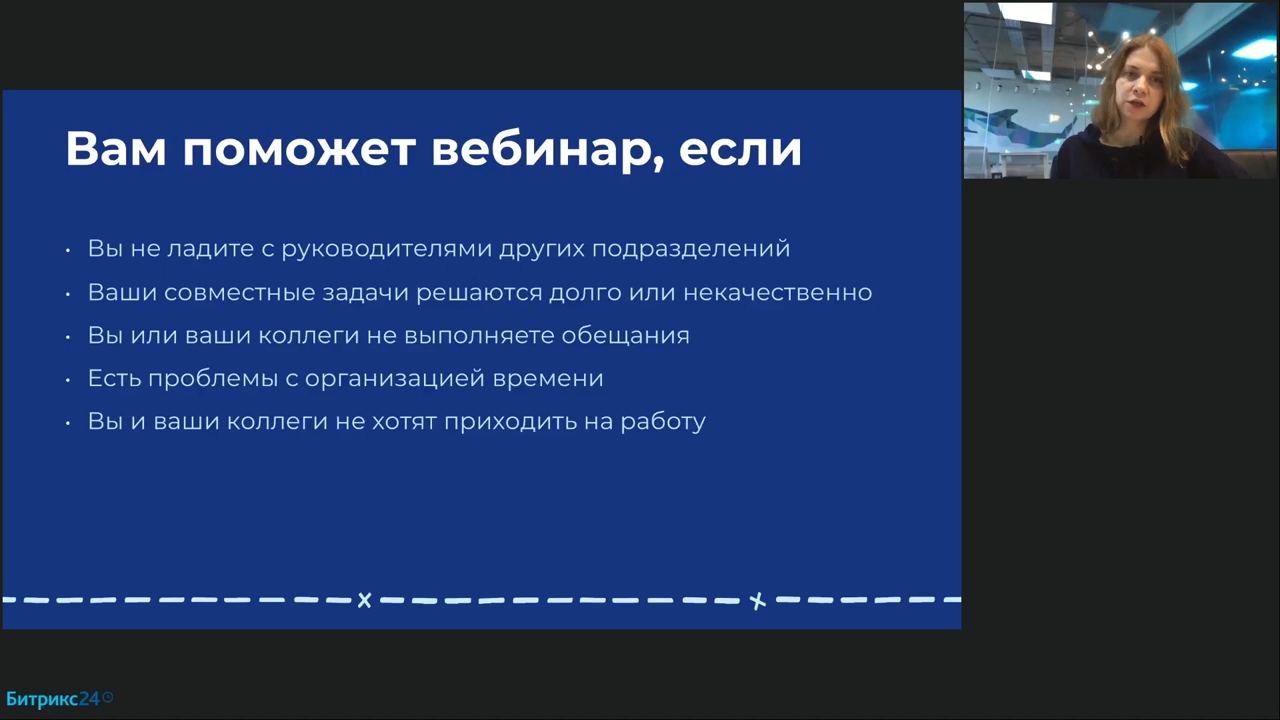 Вам поможет вебинар, если
• Вы не ладите с руководителями других подразделений
• Ваши совместные задачи решаются долго или некачественно
• Вы или ваши коллеги не выполняете обещания
• Есть проблемы с организацией времени
• Вы и ваши коллеги не хотят приходить на работу
Битрикс24